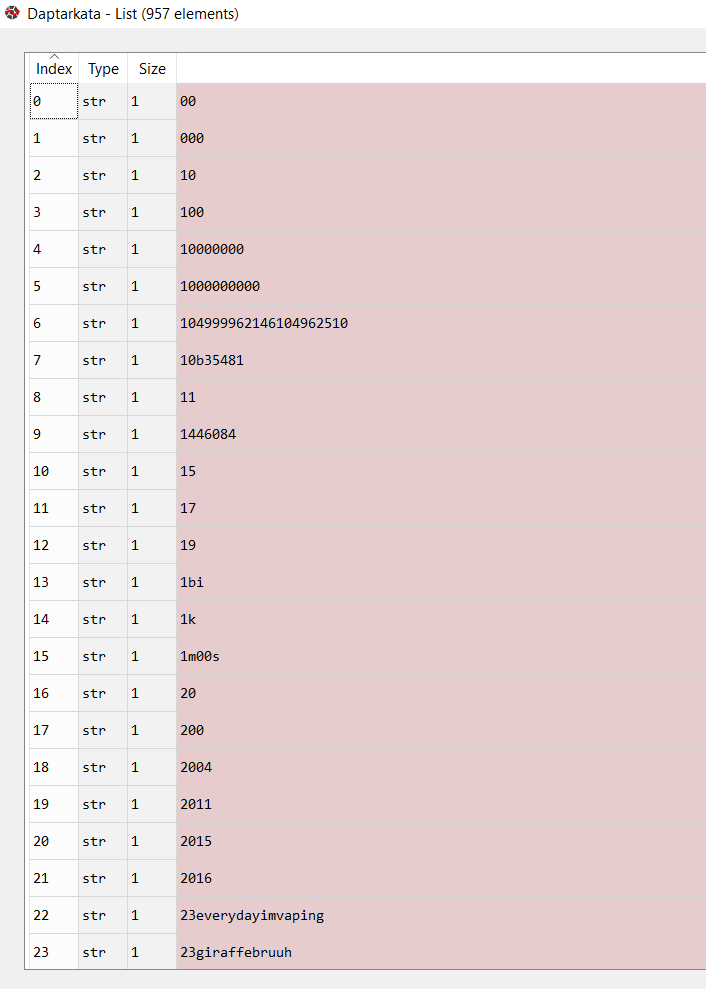 Daptarkata - List (957 elements)
Index Type Size
0 str 1 00
1 str 1 000
2 str 1 10
3 str 1 100
4 str 1 10000000
5 str 1 1000000000
6 str 1 104999962146104962510
7 str 1 10b35481
8 str 1 11
9 str 1 1446084
10 str 1 15
11 str 1 17
12 str 1 19
13 str 1 1bi
14 str 1 1k
15 str 1 1m00s
16 str 1 20
17 str 1 200
18 str 1 2004
19 str 1 2011
20 str 1 2015
21 str 1 2016
22 str 1 23everydayimvaping
23 str 1 23giraffebruuh